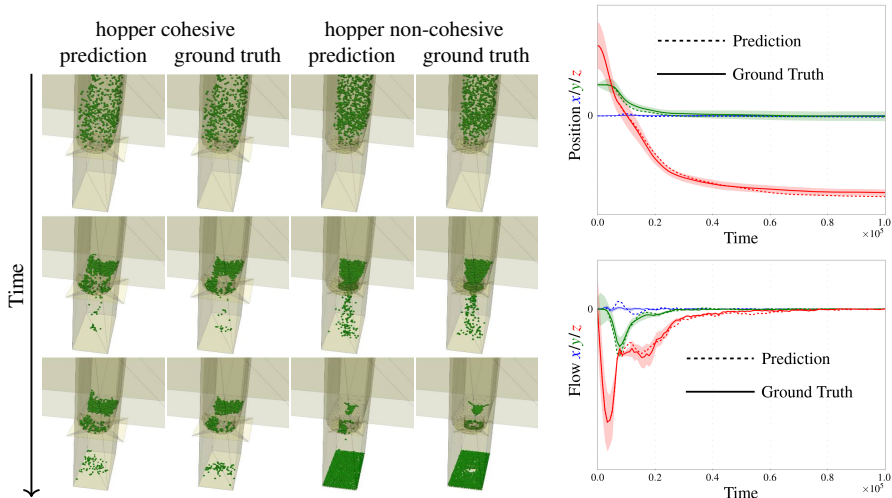 hopper cohesive
hopper non-cohesive
prediction
ground truth
prediction
ground truth
Time
Position x/y/z
Prediction
Ground Truth
0
0.0
0.2
0.4
0.6
0.8
1.0
Time
×10⁵
Flow x/y/z
0
Prediction
Ground Truth
0.0
0.2
0.4
0.6
0.8
1.0
Time
×10⁵